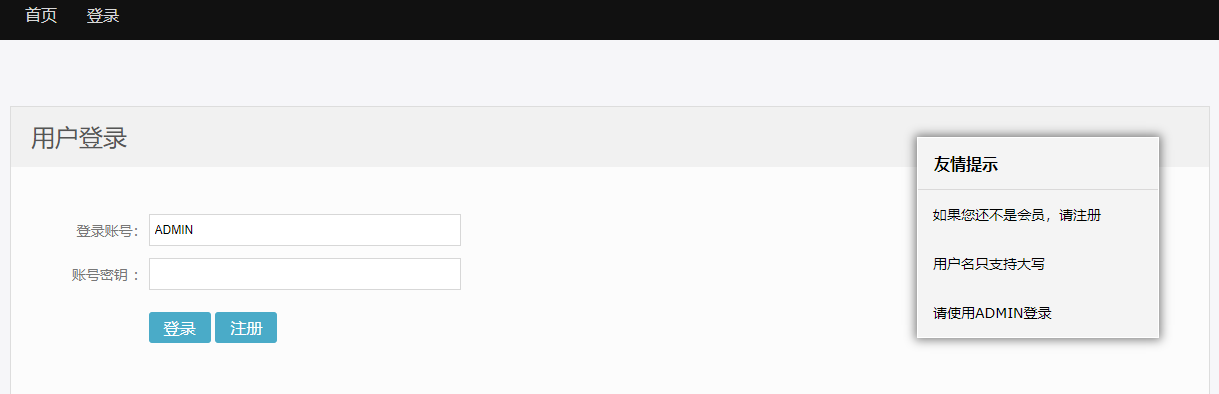 首页 登录
用户登录
友情提示
如果您还不是会员，请注册
登录账号： ADMIN
用户名只支持大写
账号密钥 ：
请使用ADMIN登录
登录 注册